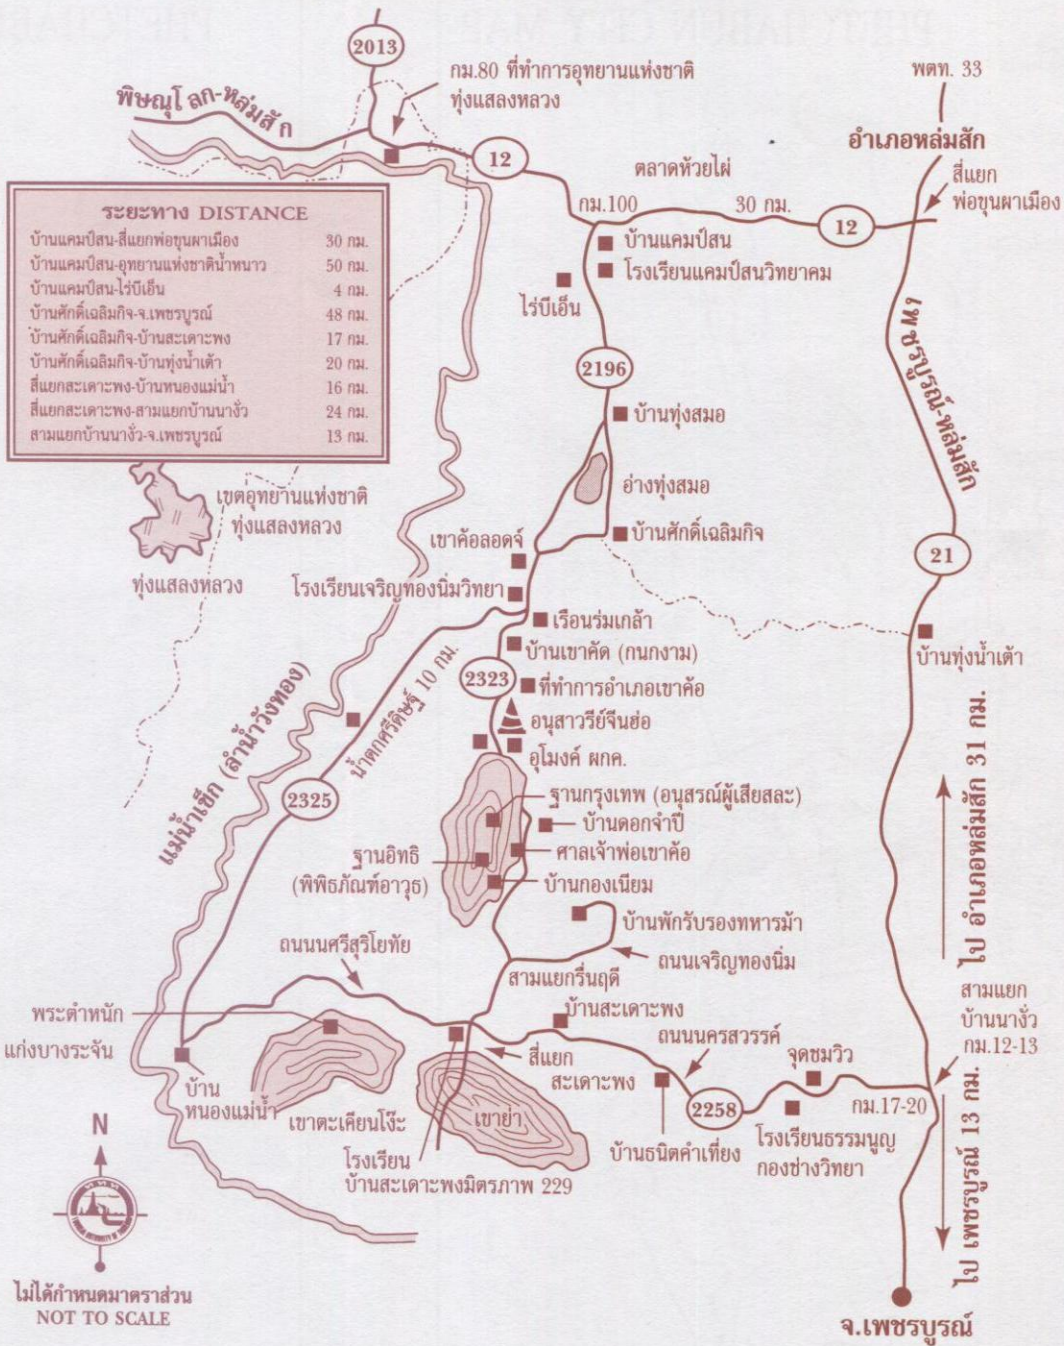 2013
กม.80 ที่ทำการอุทยานแห่งชาติ
ทุ่งแสลงหลวง
พตท. 33
พิษณุโลก-หล่มสัก
อำเภอหล่มสัก
12
ตลาดห้วยไผ่
สี่แยก
พ่อขุนผาเมือง
กม.100
30 กม.
12
ระยะทาง DISTANCE
บ้านแคมป์สน-สี่แยกพ่อขุนผาเมือง 30 กม.
บ้านแคมป์สน-อุทยานแห่งชาติน้ำหนาว 50 กม.
บ้านแคมป์สน-ไร่บีเอ็น 4 กม.
บ้านศักดิ์เฉลิมกิจ-จ.เพชรบูรณ์ 48 กม.
บ้านศักดิ์เฉลิมกิจ-บ้านสะเดาะพง 17 กม.
บ้านศักดิ์เฉลิมกิจ-บ้านทุ่งน้ำเต้า 20 กม.
สี่แยกสะเดาะพง-บ้านหนองแม่น้ำ 16 กม.
สี่แยกสะเดาะพง-สามแยกบ้านนางั่ว 24 กม.
สามแยกบ้านนางั่ว-จ.เพชรบูรณ์ 13 กม.
บ้านแคมป์สน
โรงเรียนแคมป์สนวิทยาคม
ไร่บีเอ็น
เพชรบูรณ์-หล่มสัก
2196
บ้านทุ่งสมอ
อ่างทุ่งสมอ
เขตอุทยานแห่งชาติ
ทุ่งแสลงหลวง
ทุ่งแสลงหลวง
เขาค้อลอดจ์
บ้านศักดิ์เฉลิมกิจ
21
โรงเรียนเจริญทองนิ่มวิทยา
เรือนร่มเกล้า
บ้านเขาคัด (กนกงาม)
บ้านทุ่งน้ำเต้า
2323
ที่ทำการอำเภอเขาค้อ
แม่น้ำเข็ก (ลำน้ำวังทอง)
น้ำตกศรีดิษฐ์ 10 กม.
อนุสาวรีย์จีนฮ่อ
อุโมงค์ ผกค.
2325
ฐานกรุงเทพ (อนุสรณ์ผู้เสียสละ)
บ้านดอกจำปี
ฐานอิทธิ
(พิพิธภัณฑ์อาวุธ)
ศาลเจ้าพ่อเขาค้อ
บ้านกองเนียม
ไป อำเภอหล่มสัก 31 กม.
บ้านพักรับรองทหารม้า
ถนนนศรีสุริโยทัย
ถนนเจริญทองนิ่ม
สามแยกรื่นฤดี
พระตำหนัก
บ้านสะเดาะพง
สามแยก
บ้านนางั่ว
กม.12-13
แก่งบางระจัน
ถนนนครสวรรค์
สี่แยก
สะเดาะพง
จุดชมวิว
บ้าน
หนองแม่น้ำ
เขาตะเคียนโง๊ะ
เขาย่า
2258
กม.17-20
บ้านธนิตคำเที่ยง
โรงเรียนธรรมนูญ
กองช่างวิทยา
โรงเรียน
บ้านสะเดาะพงมิตรภาพ 229
ไป เพชรบูรณ์ 13 กม.
N
ไม่ได้กำหนดมาตราส่วน
NOT TO SCALE
จ.เพชรบูรณ์